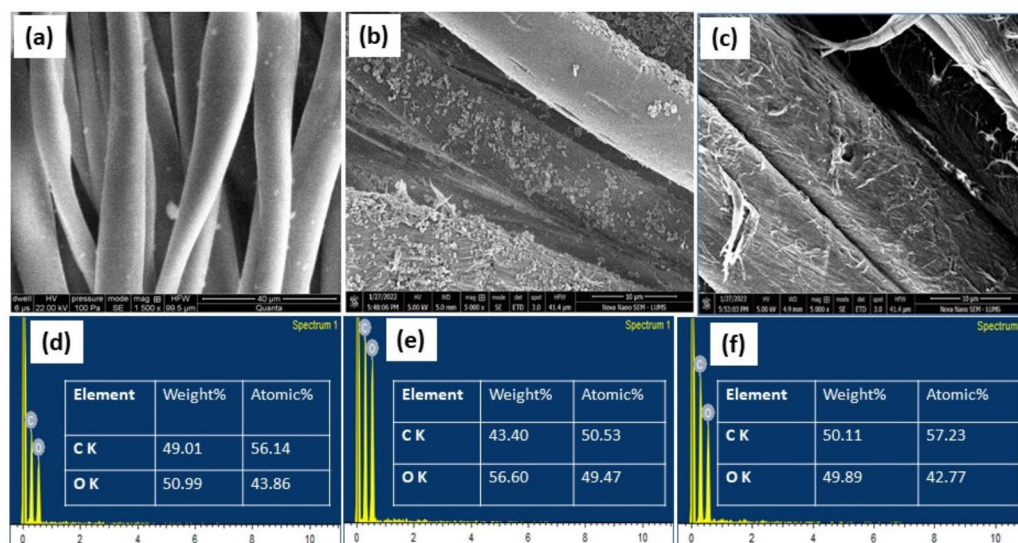 (a)
dwell HV pressure mode mag HFW 40 µm
6 µs 22.00 kV 100 Pa SE 1 500 x 99.5 µm Quanta
(b)
1/27/2022 HV WD mode mag det spot HFW 10 µm
5:48:06 PM 5.00 kV 5.0 mm SE 5 000 x ETD 3.0 41.4 µm Nova Nano SEM - LUMS
(c)
1/27/2022 HV WD mode mag det spot HFW 10 µm
5:53:03 PM 5.00 kV 4.9 mm SE 5 000 x ETD 3.0 41.4 µm Nova Nano SEM - LUMS
(d)
Spectrum 1
C
O
Element Weight% Atomic%
C K 49.01 56.14
O K 50.99 43.86
0 2 4 6 8 10
(e)
Spectrum 1
C
O
Element Weight% Atomic%
C K 43.40 50.53
O K 56.60 49.47
0 2 4 6 8 10
(f)
Spectrum
C
O
Element Weight% Atomic%
C K 50.11 57.23
O K 49.89 42.77
0 2 4 6 8 10